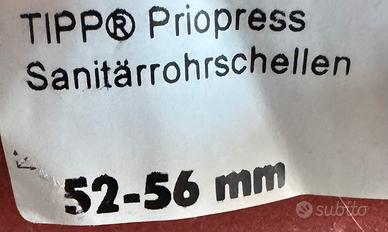 TIPP® Priopress
Sanitärrohrschellen
52-56 mm
subito